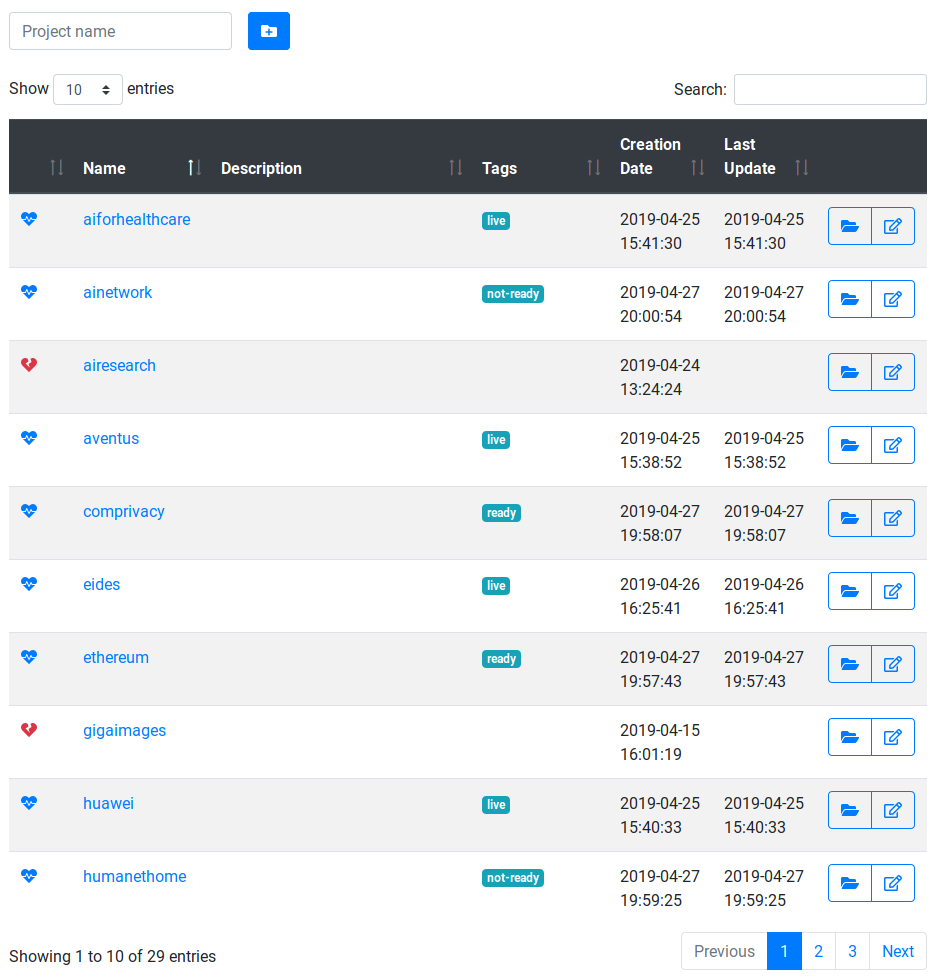 Project name
Show 10 entries Search:
Name Description Tags Creation Date Last Update
aiforhealthcare live 2019-04-25 15:41:30 2019-04-25 15:41:30
ainetwork not-ready 2019-04-27 20:00:54 2019-04-27 20:00:54
airesearch 2019-04-24 13:24:24
aventus live 2019-04-25 15:38:52 2019-04-25 15:38:52
comprivacy ready 2019-04-27 19:58:07 2019-04-27 19:58:07
eides live 2019-04-26 16:25:41 2019-04-26 16:25:41
ethereum ready 2019-04-27 19:57:43 2019-04-27 19:57:43
gigaimages 2019-04-15 16:01:19
huawei live 2019-04-25 15:40:33 2019-04-25 15:40:33
humanethome not-ready 2019-04-27 19:59:25 2019-04-27 19:59:25
Showing 1 to 10 of 29 entries Previous 1 2 3 Next